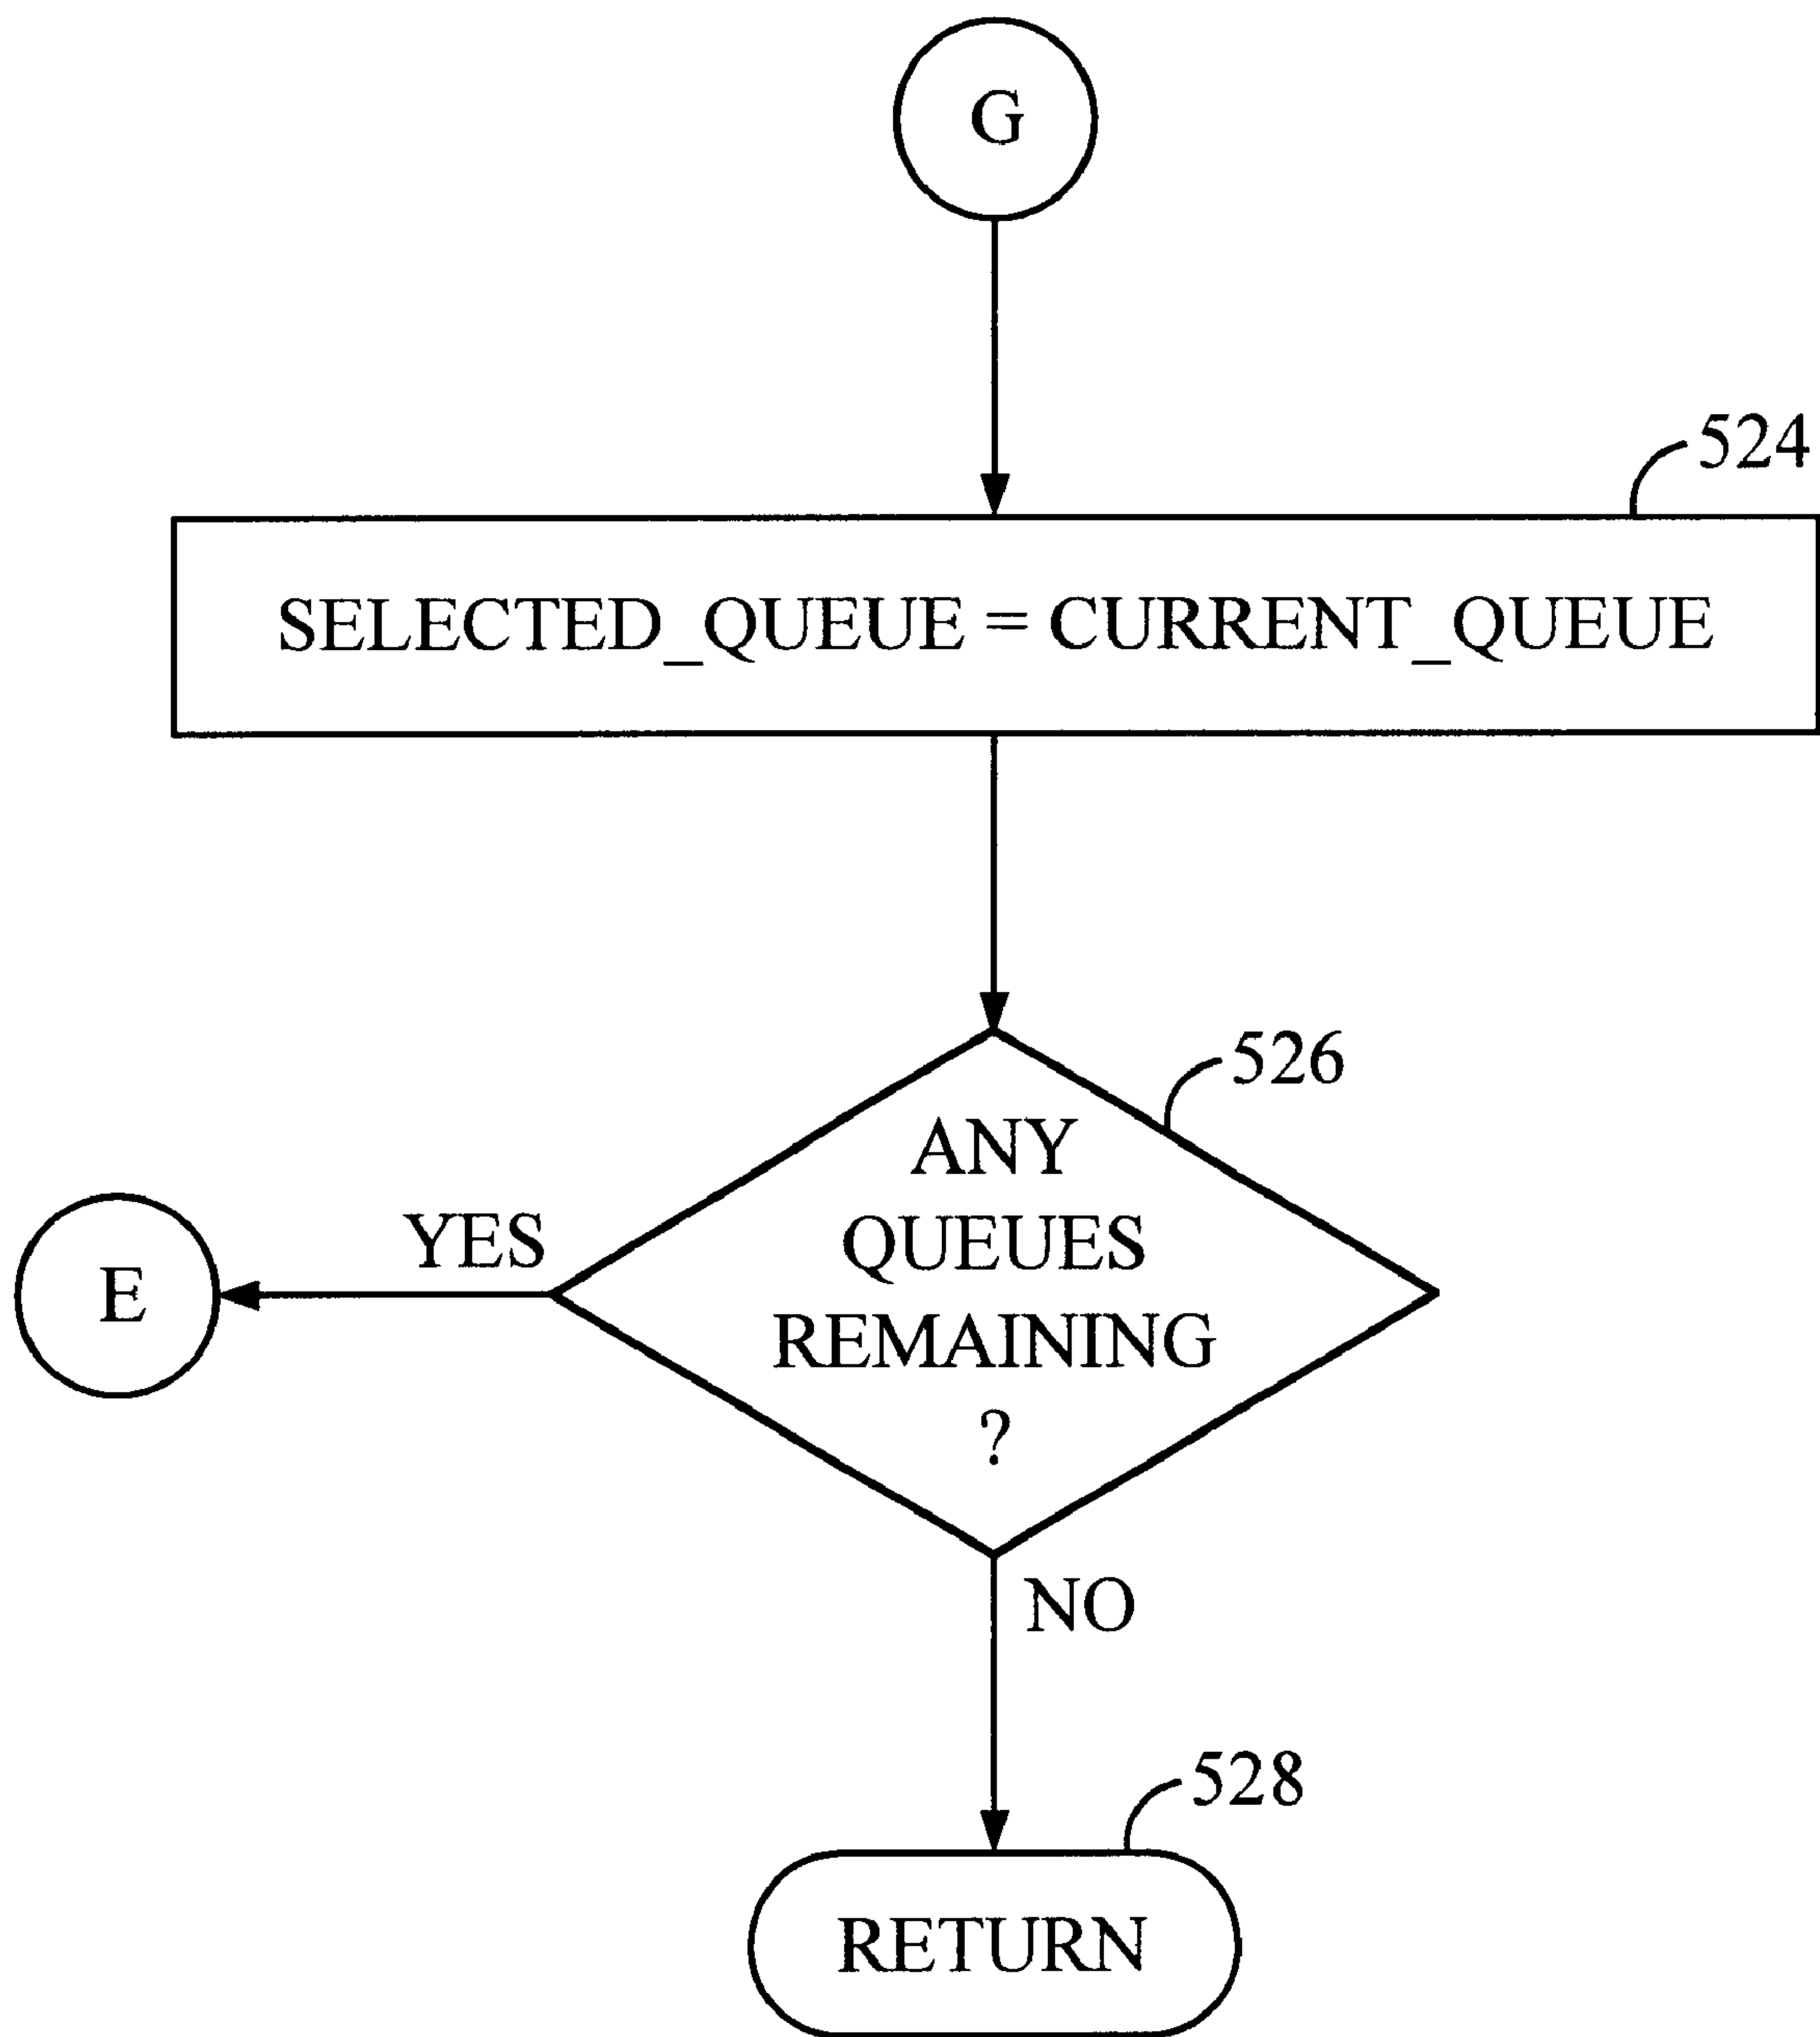 G
524
SELECTED_QUEUE = CURRENT_QUEUE
526
ANY
QUEUES
REMAINING
?
YES
E
NO
528
RETURN